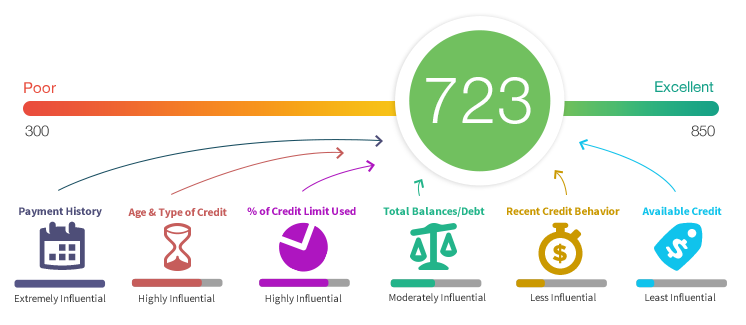 Poor
723
Excellent
300
850
Payment History
Age & Type of Credit
% of Credit Limit Used
Total Balances/Debt
Recent Credit Behavior
Available Credit
$
$
Extremely Influential
Highly Influential
Highly Influential
Moderately Influential
Less Influential
Least Influential